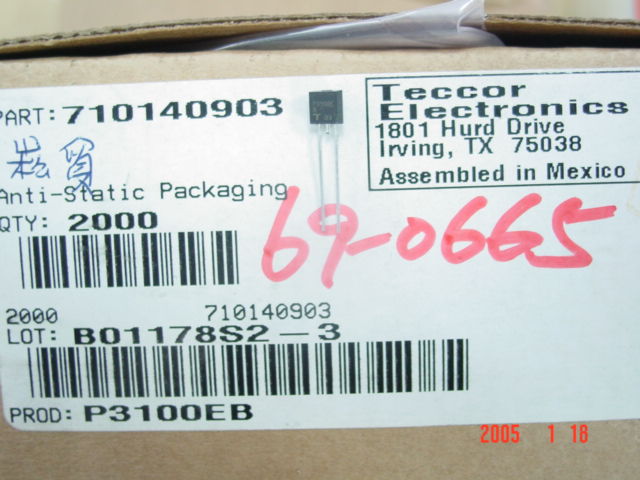 PART: 710140903
Teccor
Electronics
1801 Hurd Drive
Irving, TX 75038
Assembled in Mexico
Anti-Static Packaging
QTY: 2000
69-0665
2000 710140903
LOT: B01178S2-3
PROD: P3100EB
2005 1 18